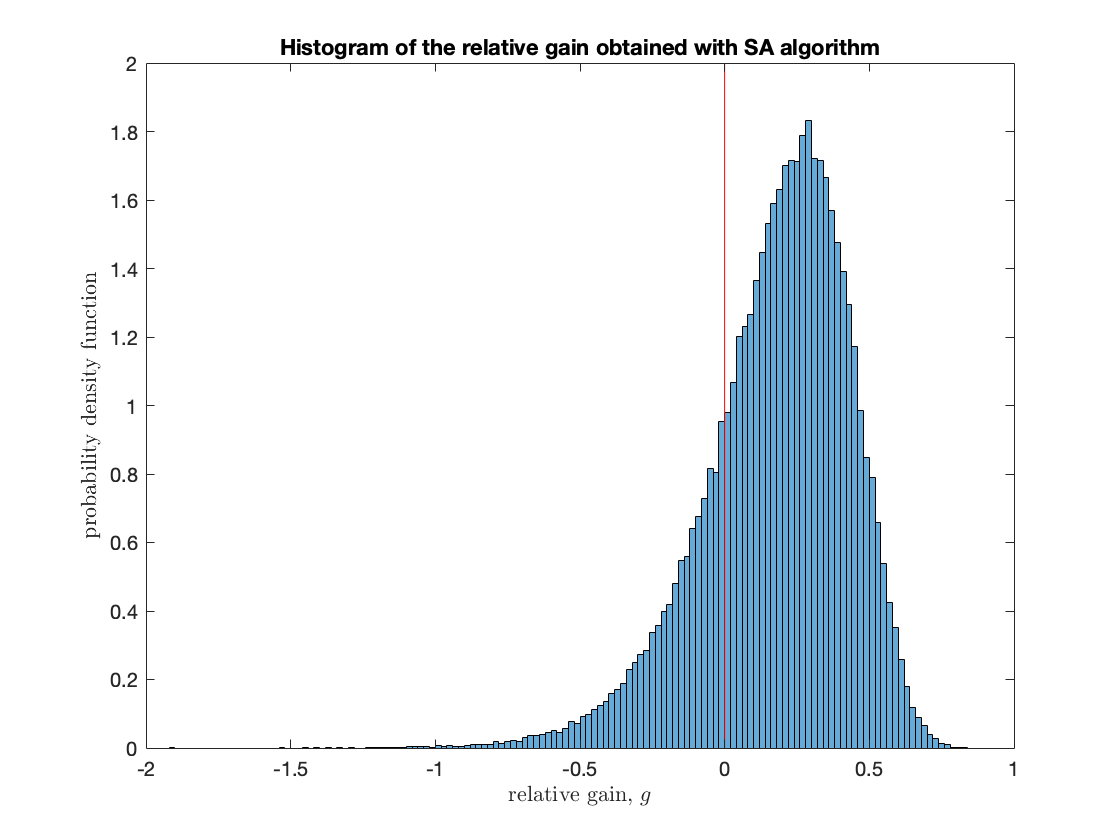 Histogram of the relative gain obtained with SA algorithm
2
1.8
1.6
1.4
1.2
1
0.8
0.6
0.4
0.2
0
probability density function
-2 -1.5 -1 -0.5 0 0.5 1
relative gain, g